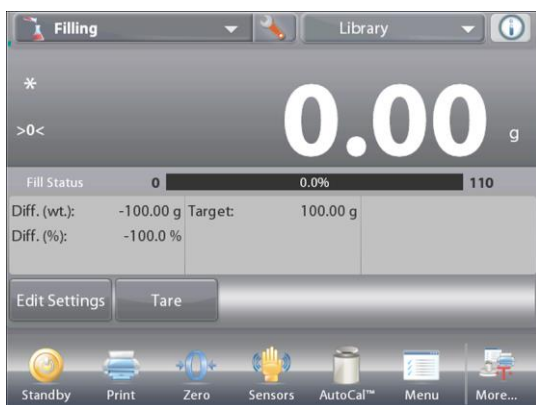 Filling
Library
*
>0<
0.00 g
Fill Status 0 0.0% 110
Diff. (wt.): -100.00 g Target: 100.00 g
Diff. (%): -100.0 %
Edit Settings Tare
Standby Print Zero Sensors AutoCal™ Menu More...